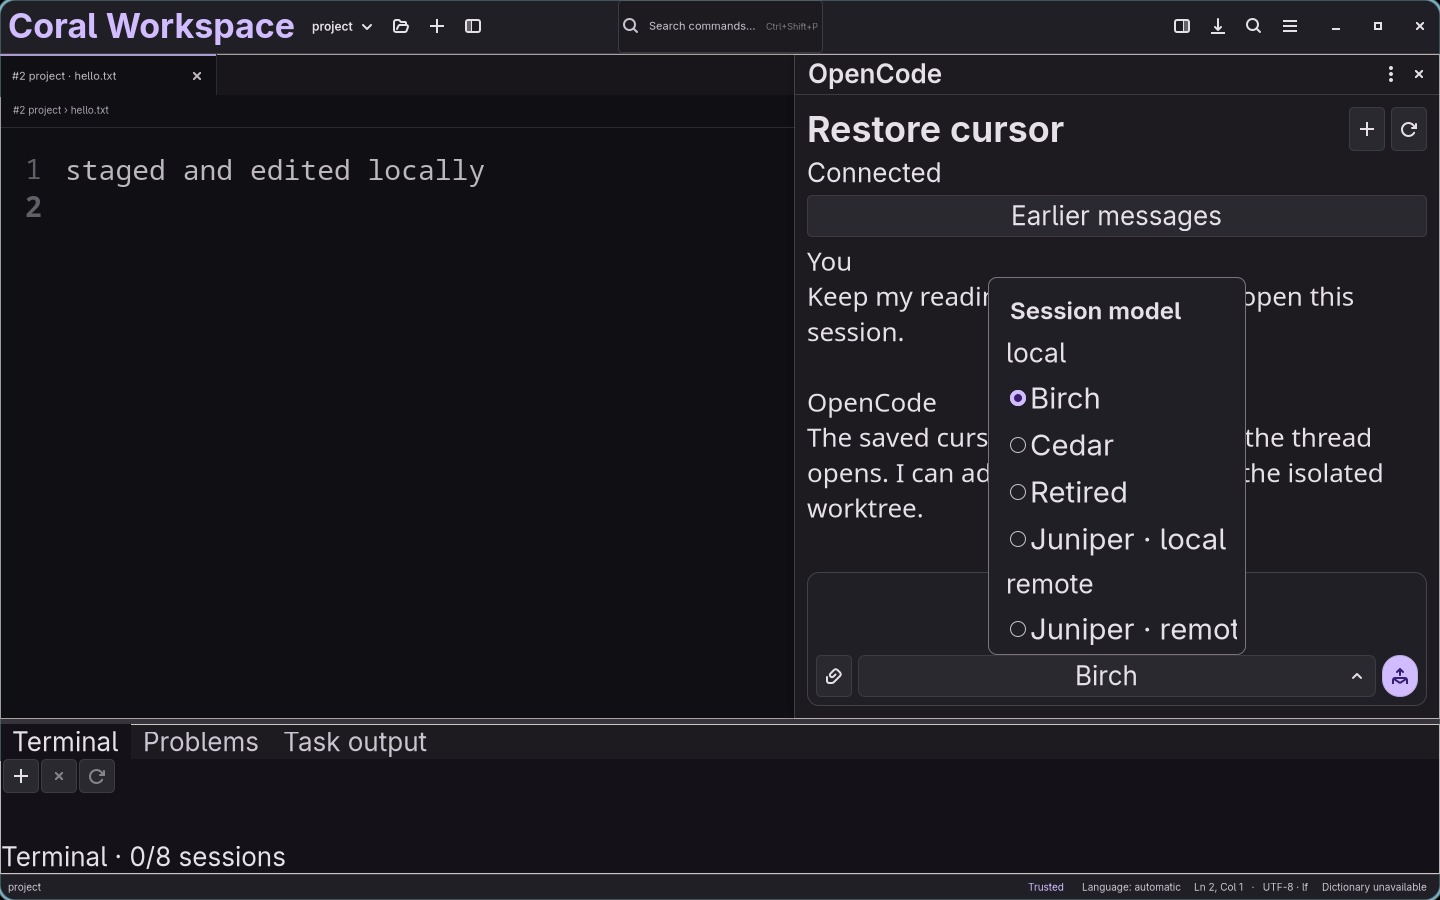 Coral Workspace
project
Search commands... Ctrl+Shift+P
#2 project · hello.txt
#2 project › hello.txt
1 staged and edited locally
2
OpenCode
Restore cursor
Connected
Earlier messages
You
Keep my readin open this
session.
OpenCode
The saved curs the thread
opens. I can ad the isolated
worktree.
Session model
local
Birch
Cedar
Retired
Juniper · local
remote
Juniper · remot
Birch
Terminal Problems Task output
Terminal · 0/8 sessions
project Trusted Language: automatic Ln 2, Col 1 · UTF-8 · lf Dictionary unavailable